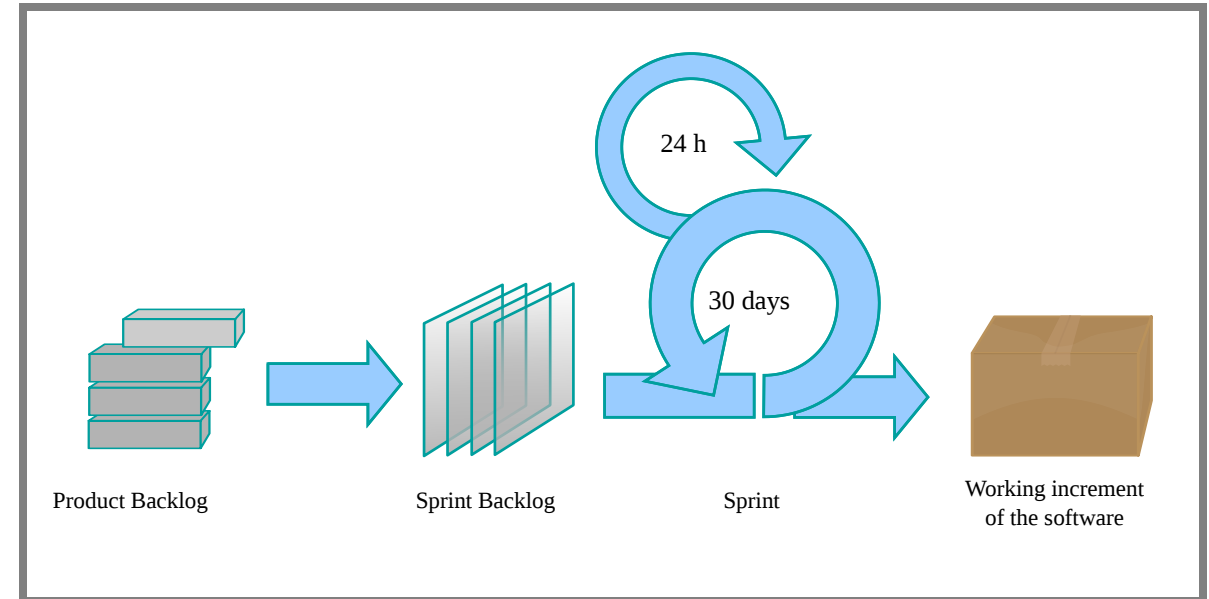 24 h
30 days
Product Backlog
Sprint Backlog
Sprint
Working increment
of the software